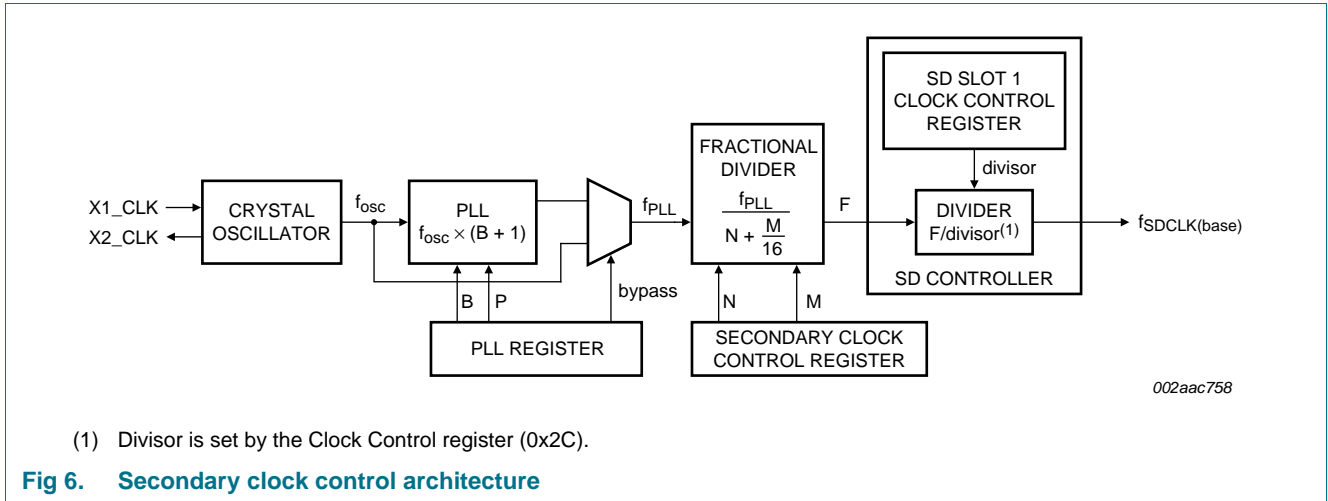 SD SLOT 1
CLOCK CONTROL
REGISTER
divisor
FRACTIONAL
DIVIDER
fPLL
N + M
16
X1_CLK
X2_CLK
CRYSTAL
OSCILLATOR
fosc
PLL
fosc × (B + 1)
fPLL
F
DIVIDER
F/divisor(1)
fSDCLK(base)
SD CONTROLLER
B
P
bypass
N
M
PLL REGISTER
SECONDARY CLOCK
CONTROL REGISTER
002aac758
(1) Divisor is set by the Clock Control register (0x2C).
Fig 6. Secondary clock control architecture